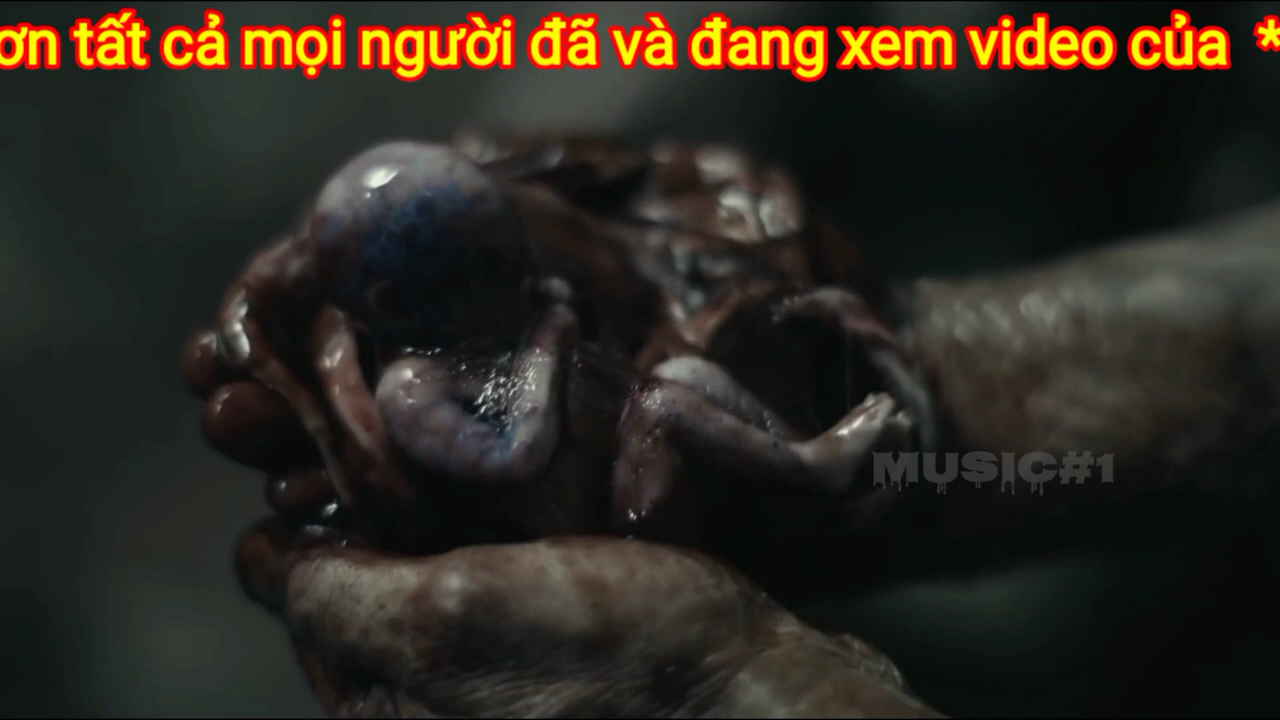 ơn tất cả mọi người đã và đang xem video của *
MUSIC#1